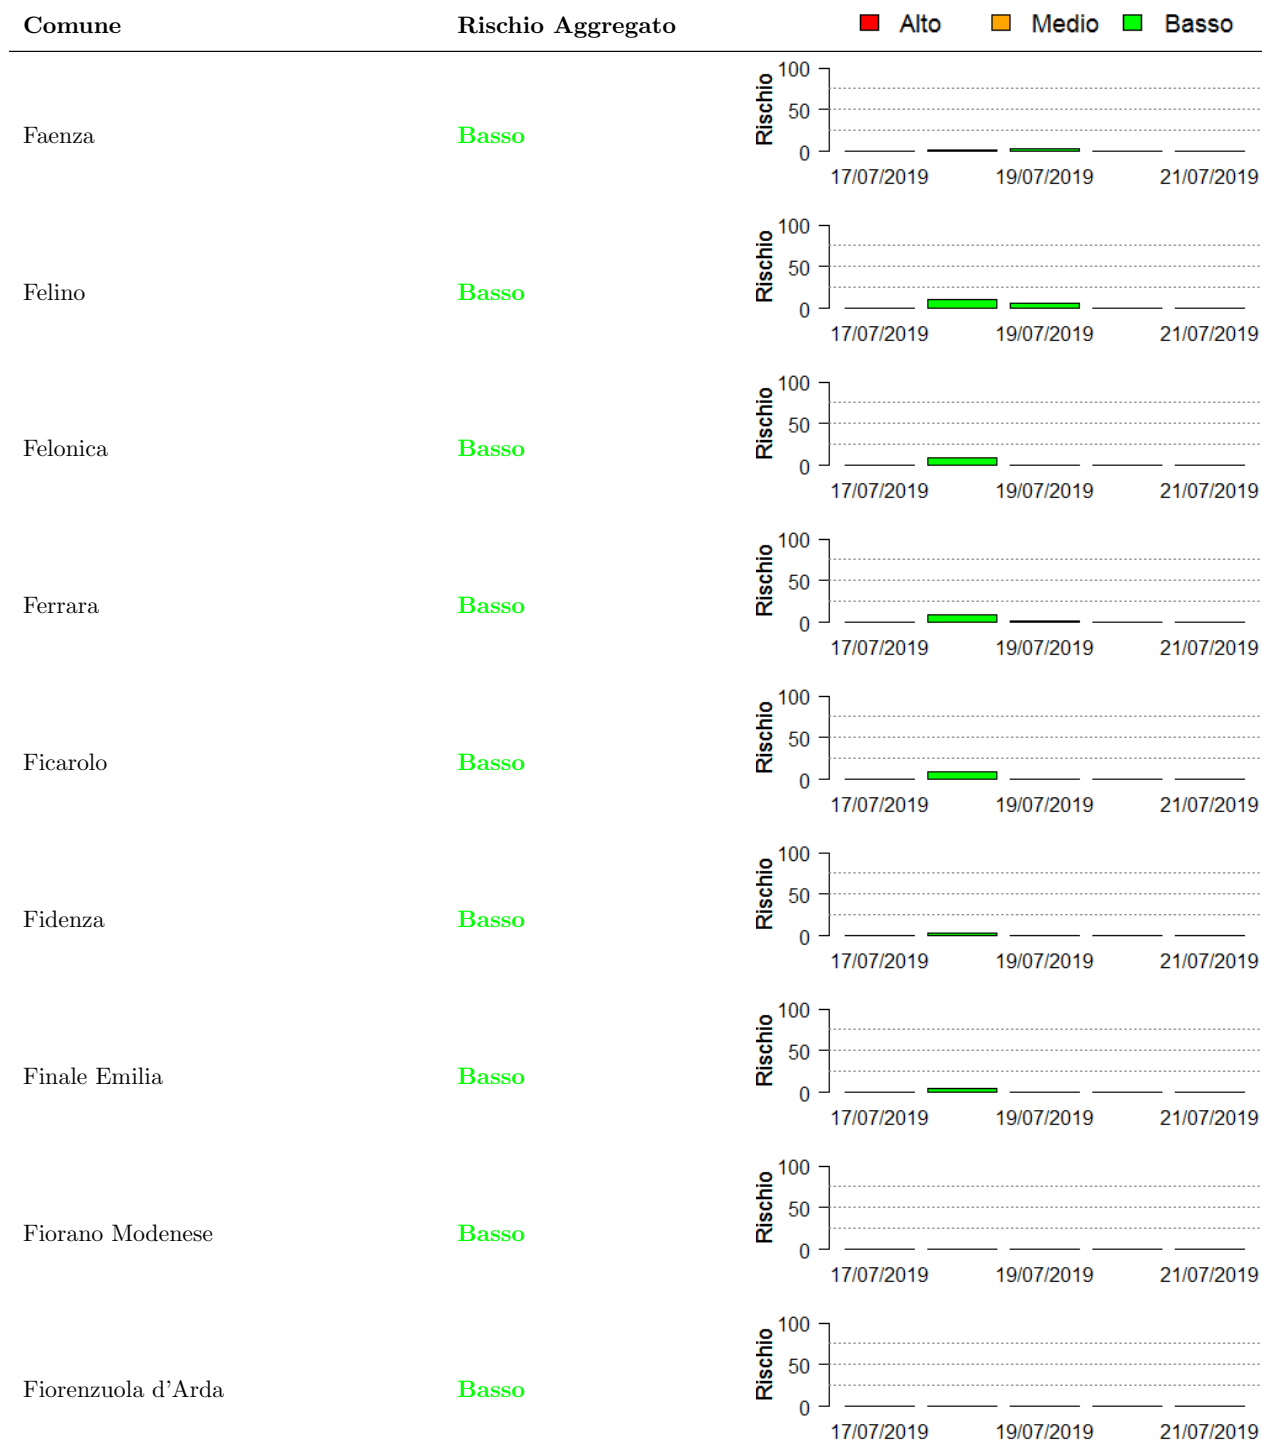 Comune Rischio Aggregato Alto Medio Basso
Faenza Basso Rischio 100 50 0
17/07/2019 19/07/2019 21/07/2019
Felino Basso Rischio 100 50 0
17/07/2019 19/07/2019 21/07/2019
Felonica Basso Rischio 100 50 0
17/07/2019 19/07/2019 21/07/2019
Ferrara Basso Rischio 100 50 0
17/07/2019 19/07/2019 21/07/2019
Ficarolo Basso Rischio 100 50 0
17/07/2019 19/07/2019 21/07/2019
Fidenza Basso Rischio 100 50 0
17/07/2019 19/07/2019 21/07/2019
Finale Emilia Basso Rischio 100 50 0
17/07/2019 19/07/2019 21/07/2019
Fiorano Modenese Basso Rischio 100 50 0
17/07/2019 19/07/2019 21/07/2019
Fiorenzuola d'Arda Basso Rischio 100 50 0
17/07/2019 19/07/2019 21/07/2019